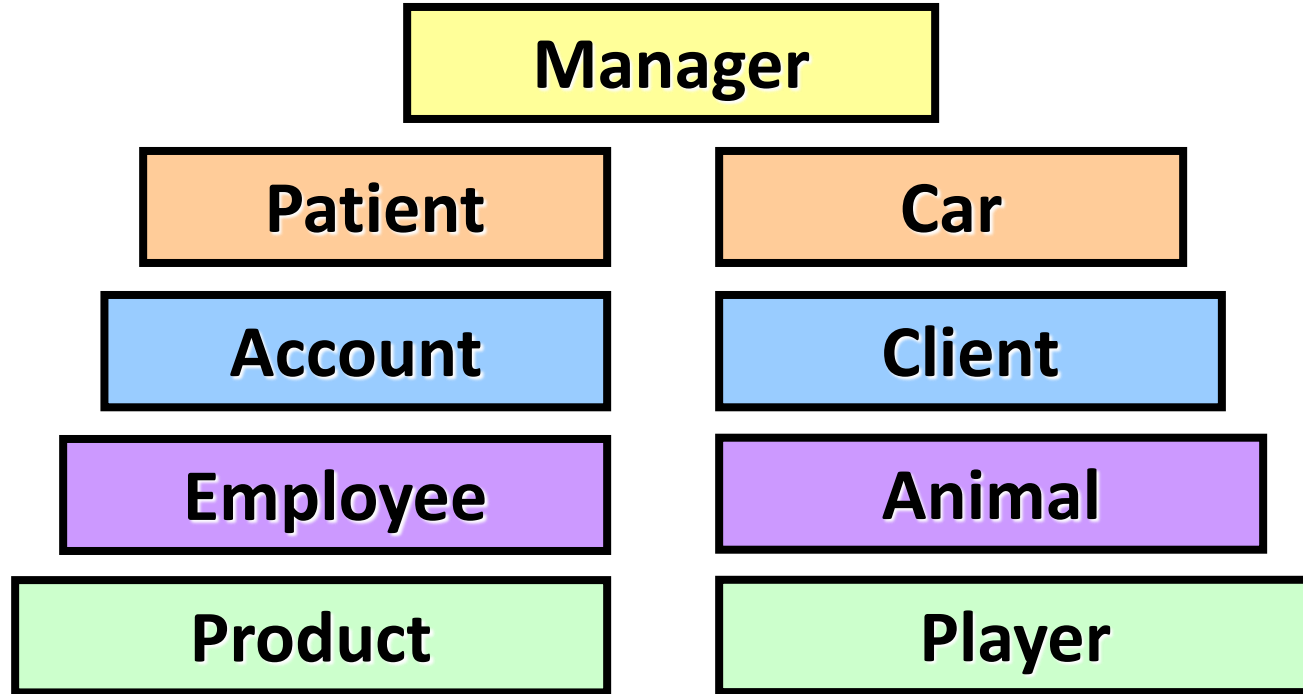 Manager
Patient
Car
Account
Client
Employee
Animal
Product
Player